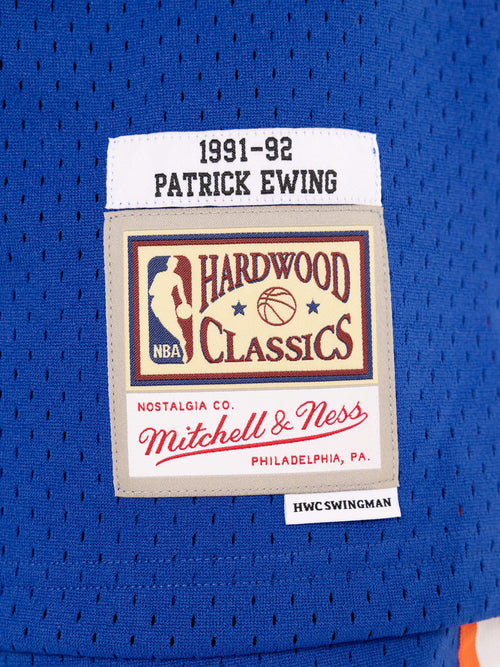 1991-92
PATRICK EWING
HARDWOOD
NBA
CLASSICS
NOSTALGIA CO.
Mitchell & Ness
PHILADELPHIA, PA.
HWC SWINGMAN